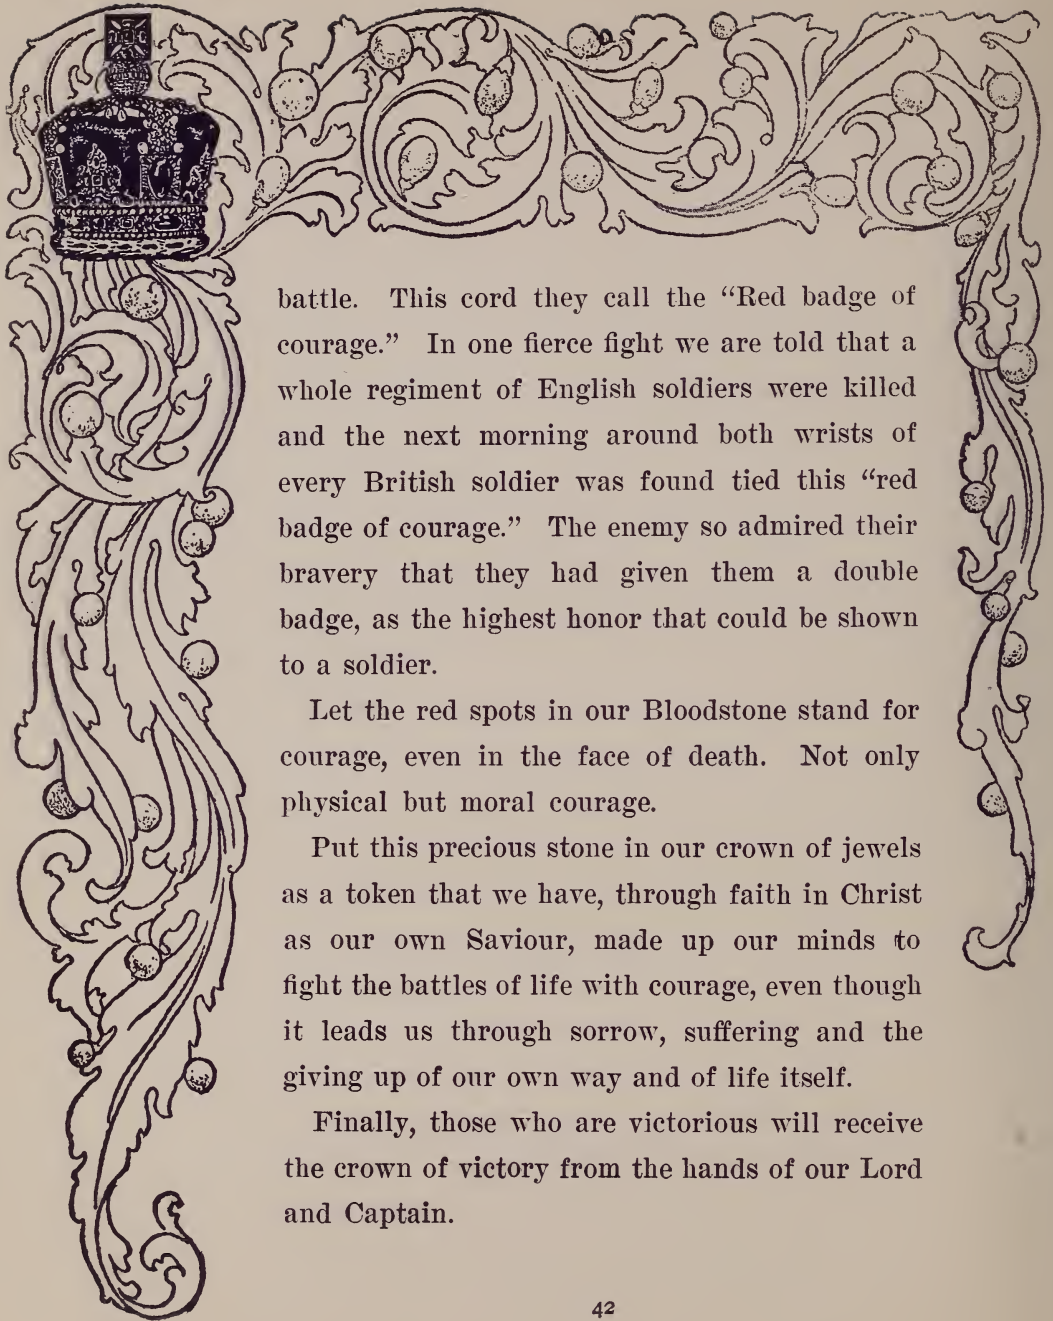 battle. This cord they call the “Red badge of
courage.” In one fierce fight we are told that a
whole regiment of English soldiers were killed
and the next morning around both wrists of
every British soldier was found tied this “red
badge of courage.” The enemy so admired their
bravery that they had given them a double
badge, as the highest honor that could be shown
to a soldier.
Let the red spots in our Bloodstone stand for
courage, even in the face of death. Not only
physical but moral courage.
Put this precious stone in our crown of jewels
as a token that we have, through faith in Christ
as our own Saviour, made up our minds to
fight the battles of life with courage, even though
it leads us through sorrow, suffering and the
giving up of our own way and of life itself.
Finally, those who are victorious will receive
the crown of victory from the hands of our Lord
and Captain.
42